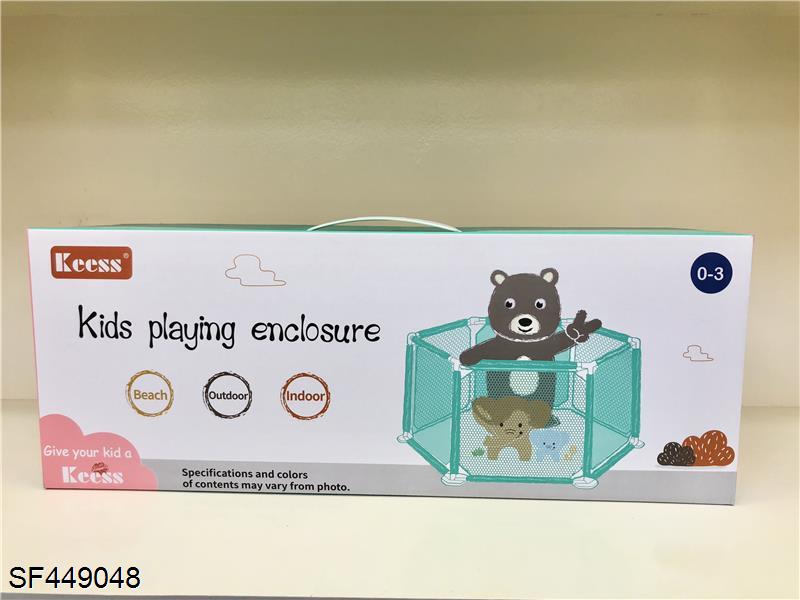 Keess®
0-3
Kids playing enclosure
Beach
Outdoor
Indoor
Give your kid a
Keess
Specifications and colors
of contents may vary from photo.
SF449048